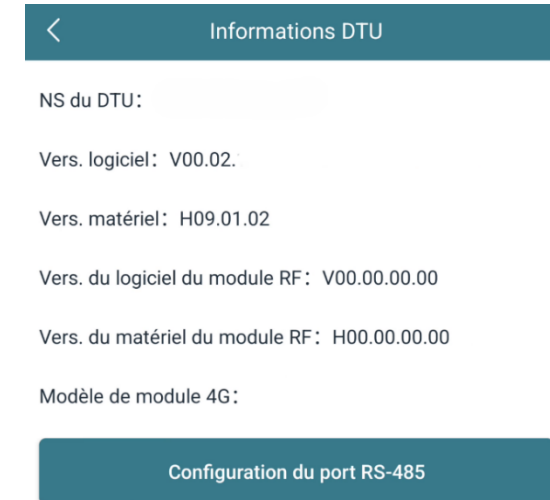 Informations DTU
NS du DTU：
Vers. logiciel：V00.02.
Vers. matériel：H09.01.02
Vers. du logiciel du module RF：V00.00.00.00
Vers. du matériel du module RF：H00.00.00.00
Modèle de module 4G：
Configuration du port RS-485